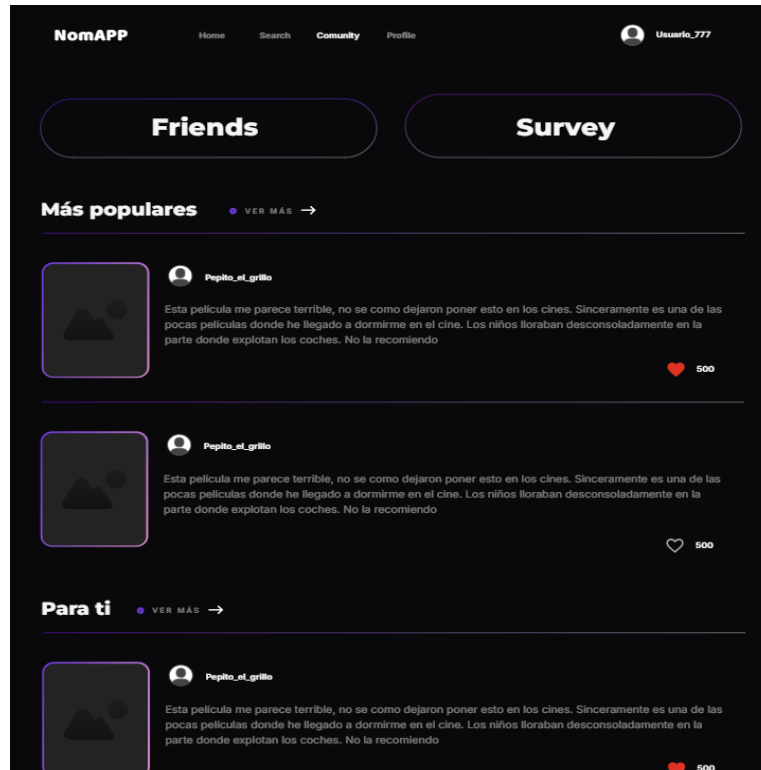 NomAPP Home Search Comunity Profile Usuario_777
Friends Survey
Más populares VER MÁS
Pepito_el_grillo
Esta película me parece terrible, no se como dejaron poner esto en los cines. Sinceramente es una de las
pocas películas donde he llegado a dormirme en el cine. Los niños lloraban desconsoladamente en la
parte donde explotan los coches. No la recomiendo
500
Pepito_el_grillo
Esta película me parece terrible, no se como dejaron poner esto en los cines. Sinceramente es una de las
pocas películas donde he llegado a dormirme en el cine. Los niños lloraban desconsoladamente en la
parte donde explotan los coches. No la recomiendo
500
Para ti VER MÁS
Pepito_el_grillo
Esta película me parece terrible, no se como dejaron poner esto en los cines. Sinceramente es una de las
pocas películas donde he llegado a dormirme en el cine. Los niños lloraban desconsoladamente en la
parte donde explotan los coches. No la recomiendo
500